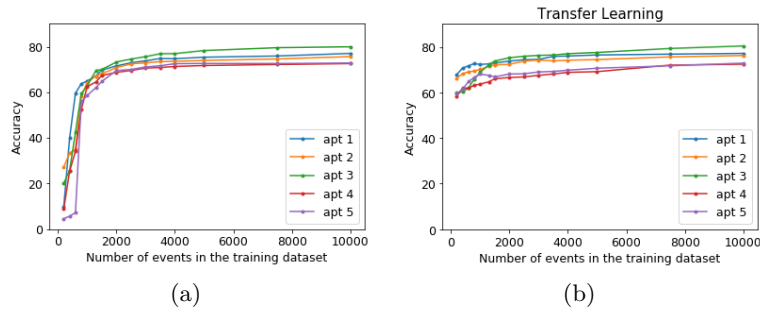 Accuracy
80
60
40
20
0
0 2000 4000 6000 8000 10000
Number of events in the training dataset
apt 1
apt 2
apt 3
apt 4
apt 5
(a)
Transfer Learning
Accuracy
80
60
40
20
0
0 2000 4000 6000 8000 10000
Number of events in the training dataset
apt 1
apt 2
apt 3
apt 4
apt 5
(b)